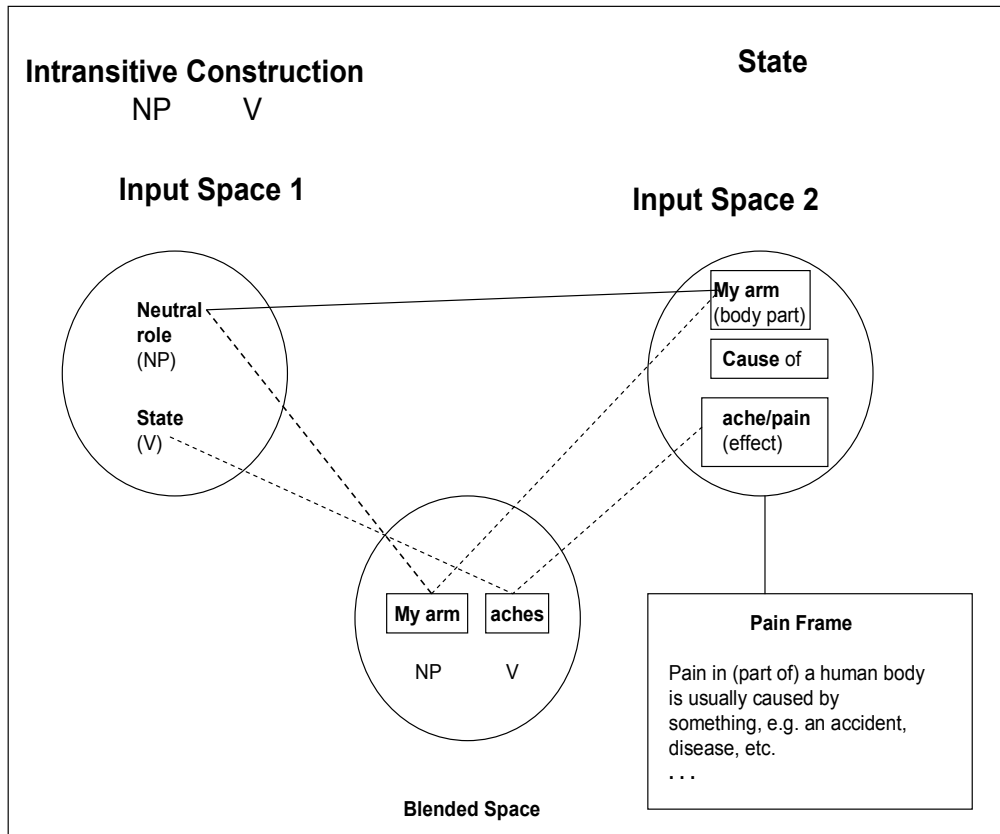 Intransitive Construction
NP V
State
Input Space 1
Input Space 2
Neutral
role
(NP)
State
(V)
My arm
(body part)
Cause of
ache/pain
(effect)
My arm
aches
NP
V
Blended Space
Pain Frame
Pain in (part of) a human body
is usually caused by
something, e.g. an accident,
disease, etc.
. . .